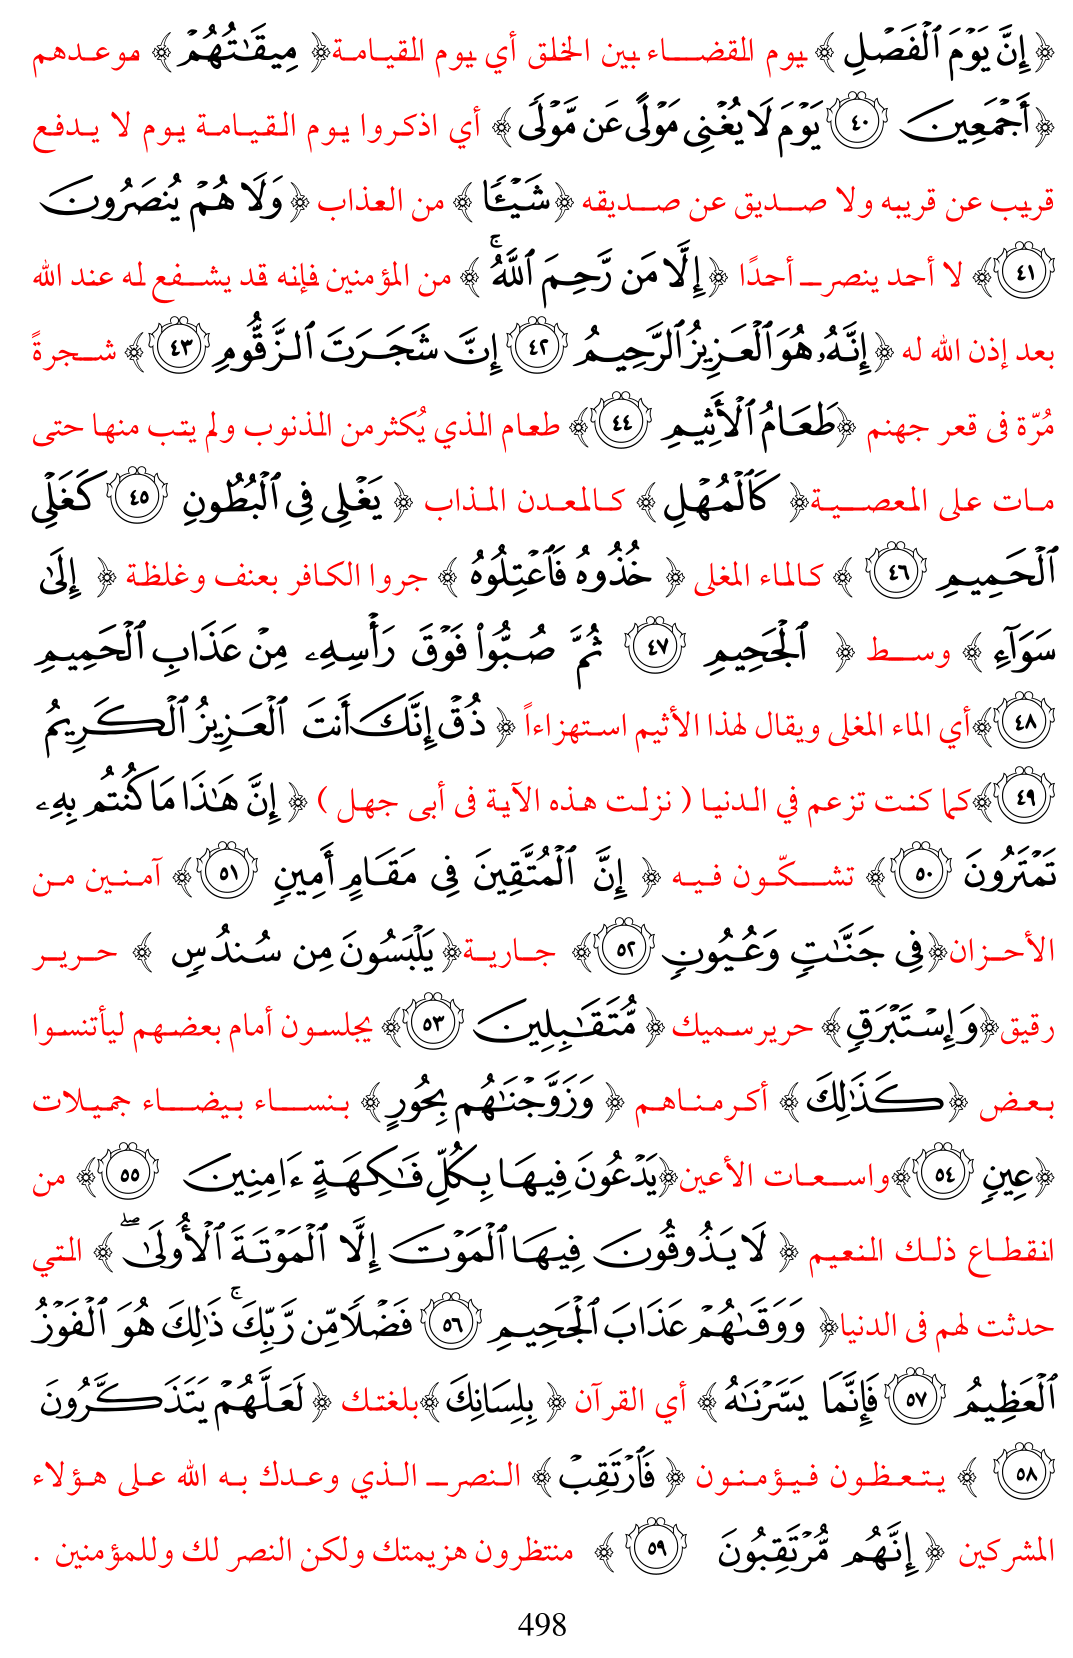 ﴿ إِنَّ يَوْمَ ٱلْفَصْلِ ﴾ يوم القضاء بين الخلق أي يوم القيامة﴿ مِيقَـٰتُهُمْ ﴾ موعدهم
﴿ أَجْمَعِينَ ٤٠ يَوْمَ لَا يُغْنِى مَوْلًى عَن مَّوْلًى ﴾ أي اذكروا يوم القيامة يوم لا يدفع
قريب عن قريبه ولا صديق عن صديقه ﴿شَيْـًٔا ﴾ من العذاب ﴿ وَلَا هُمْ يُنصَرُونَ
٤١ ﴾ لا أحد ينصر أحدًا ﴿ إِلَّا مَن رَّحِمَ ٱللَّهُ ۚ ﴾ من المؤمنين فإنه قد يشفع له عند الله
بعد إذن الله له ﴿ إِنَّهُۥ هُوَ ٱلْعَزِيزُ ٱلرَّحِيمُ ٤٢ إِنَّ شَجَرَتَ ٱلزَّقُّومِ ٤٣ ﴾ شجرةً
مُرّة فى قعر جهنم ﴿طَعَامُ ٱلْأَثِيمِ ٤٤ ﴾ طعام الذي يُكثر من الذنوب ولم يتب منها حتى
مات على المعصية﴿ كَٱلْمُهْلِ ﴾ كالمعدن المذاب ﴿ يَغْلِى فِى ٱلْبُطُونِ ٤٥ كَغَلْىِ
ٱلْحَمِيمِ ٤٦ ﴾ كالماء المغلى ﴿ خُذُوهُ فَٱعْتِلُوهُ ﴾ جروا الكافر بعنف وغلظة ﴿ إِلَىٰ
سَوَآءِ ﴾ وسط ﴿ ٱلْجَحِيمِ ٤٧ ثُمَّ صُبُّوا۟ فَوْقَ رَأْسِهِۦ مِنْ عَذَابِ ٱلْحَمِيمِ
٤٨ ﴾أي الماء المغلى ويقال لهذا الأثيم استهزاءاً ﴿ ذُقْ إِنَّكَ أَنتَ ٱلْعَزِيزُ ٱلْكَرِيمُ
٤٩ ﴾كما كنت تزعم في الدنيا ( نزلت هذه الآية فى أبى جهل ) ﴿ إِنَّ هَـٰذَا مَا كُنتُم بِهِۦ
تَمْتَرُونَ ٥٠ ﴾ تشكّون فيه ﴿ إِنَّ ٱلْمُتَّقِينَ فِى مَقَامٍ أَمِينٍ ٥١ ﴾ آمنين من
الأحزان﴿ فِى جَنَّـٰتٍ وَعُيُونٍ ٥٢ ﴾ جارية﴿ يَلْبَسُونَ مِن سُندُسٍ ﴾ حرير
رقيق﴿ وَإِسْتَبْرَقٍ ﴾ حرير سميك ﴿ مُّتَقَـٰبِلِينَ ٥٣ ﴾ يجلسون أمام بعضهم ليأتنسوا
بعض ﴿ كَذَٰلِكَ ﴾ أكرمناهم ﴿ وَزَوَّجْنَـٰهُم بِحُورٍ ﴾ بنساء بيضاء جميلات
﴿ عِينٍ ٥٤ ﴾واسعات الأعين﴿يَدْعُونَ فِيهَا بِكُلِّ فَـٰكِهَةٍ ءَامِنِينَ ٥٥ ﴾ من
انقطاع ذلك النعيم ﴿ لَا يَذُوقُونَ فِيهَا ٱلْمَوْتَ إِلَّا ٱلْمَوْتَةَ ٱلْأُولَىٰ ۖ ﴾ التي
حدثت لهم فى الدنيا﴿ وَوَقَـٰهُمْ عَذَابَ ٱلْجَحِيمِ ٥٦ فَضْلًا مِّن رَّبِّكَ ۚ ذَٰلِكَ هُوَ ٱلْفَوْزُ
ٱلْعَظِيمُ ٥٧ فَإِنَّمَا يَسَّرْنَـٰهُ ﴾ أي القرآن ﴿ بِلِسَانِكَ ﴾بلغتك ﴿ لَعَلَّهُمْ يَتَذَكَّرُونَ
٥٨ ﴾ يتعظون فيؤمنون ﴿ فَٱرْتَقِبْ ﴾ النصر الذي وعدك به الله على هؤلاء
المشركين ﴿ إِنَّهُم مُّرْتَقِبُونَ ٥٩ ﴾ منتظرون هزيمتك ولكن النصر لك وللمؤمنين .
498